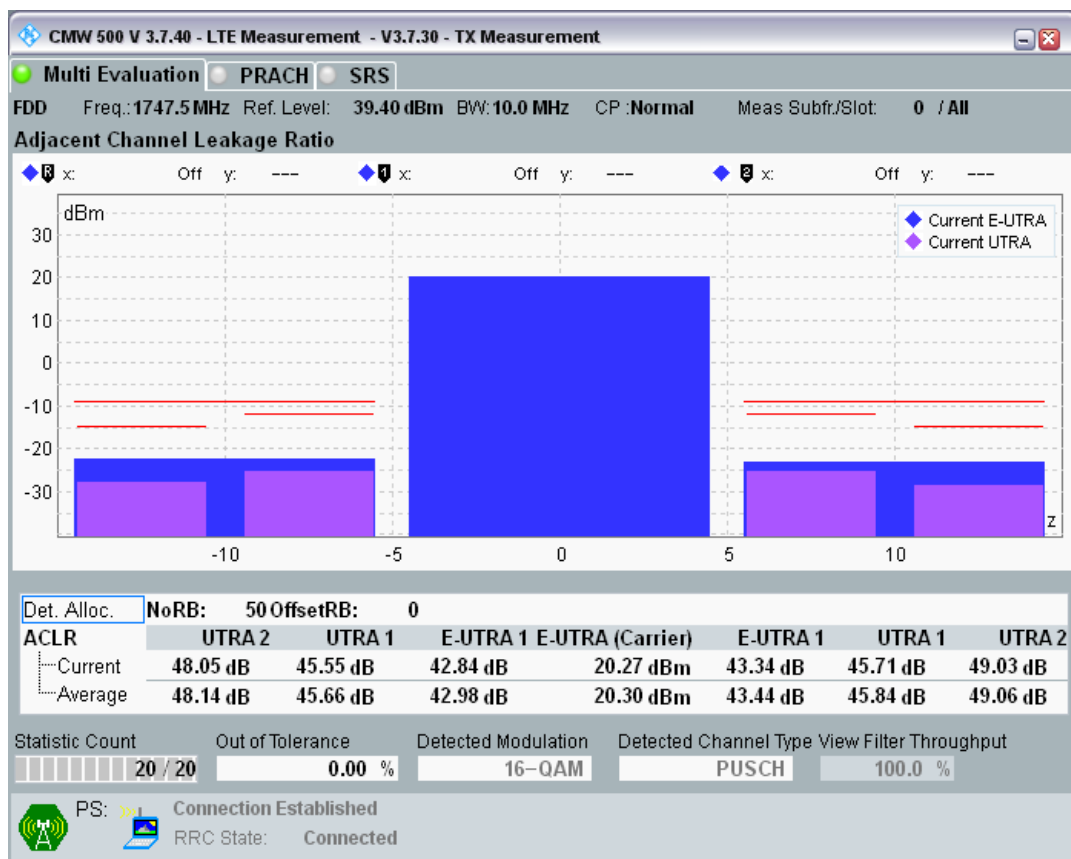 CMW 500 V 3.7.40 - LTE Measurement - V3.7.30 - TX Measurement
Multi Evaluation PRACH SRS
FDD Freq.: 1747.5 MHz Ref. Level: 39.40 dBm BW: 10.0 MHz CP :Normal Meas Subfr./Slot: 0 / All
Adjacent Channel Leakage Ratio
R x: Off y: --- 1 x: Off y: --- 2 x: Off y: ---
dBm
Current E-UTRA
Current UTRA
30
20
10
0
-10
-20
-30
z
-10 -5 0 5 10
Det. Alloc. NoRB: 50 OffsetRB: 0
ACLR UTRA 2 UTRA 1 E-UTRA 1 E-UTRA (Carrier) E-UTRA 1 UTRA 1 UTRA 2
Current 48.05 dB 45.55 dB 42.84 dB 20.27 dBm 43.34 dB 45.71 dB 49.03 dB
Average 48.14 dB 45.66 dB 42.98 dB 20.30 dBm 43.44 dB 45.84 dB 49.06 dB
Statistic Count Out of Tolerance Detected Modulation Detected Channel Type View Filter Throughput
20 / 20 0.00 % 16-QAM PUSCH 100.0 %
PS: Connection Established
RRC State: Connected